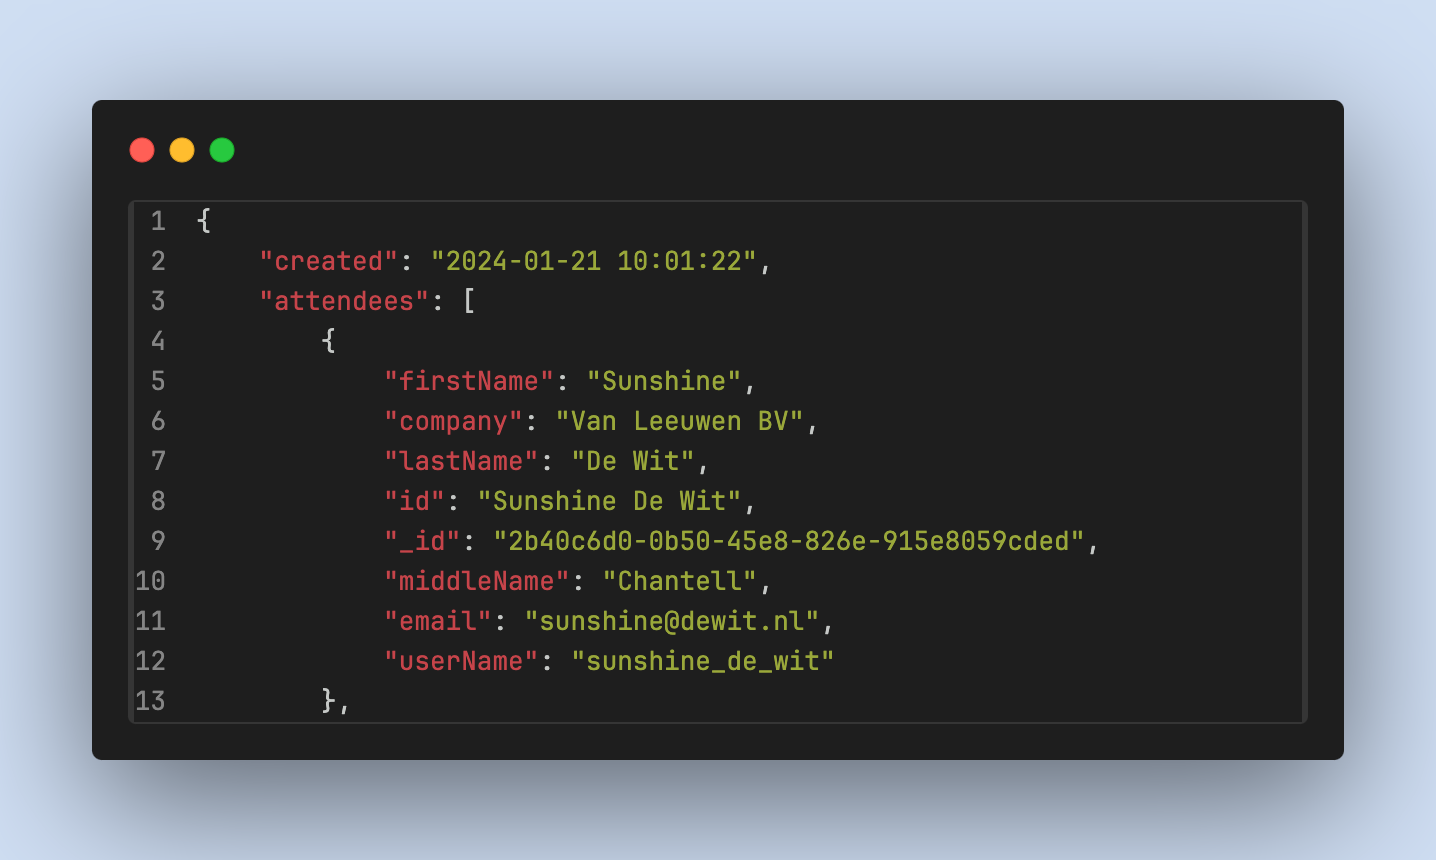 1 {
2     "created": "2024-01-21 10:01:22",
3     "attendees": [
4         {
5             "firstName": "Sunshine",
6             "company": "Van Leeuwen BV",
7             "lastName": "De Wit",
8             "id": "Sunshine De Wit",
9             "_id": "2b40c6d0-0b50-45e8-826e-915e8059cded",
10             "middleName": "Chantell",
11             "email": "sunshine@dewit.nl",
12             "userName": "sunshine_de_wit"
13         },